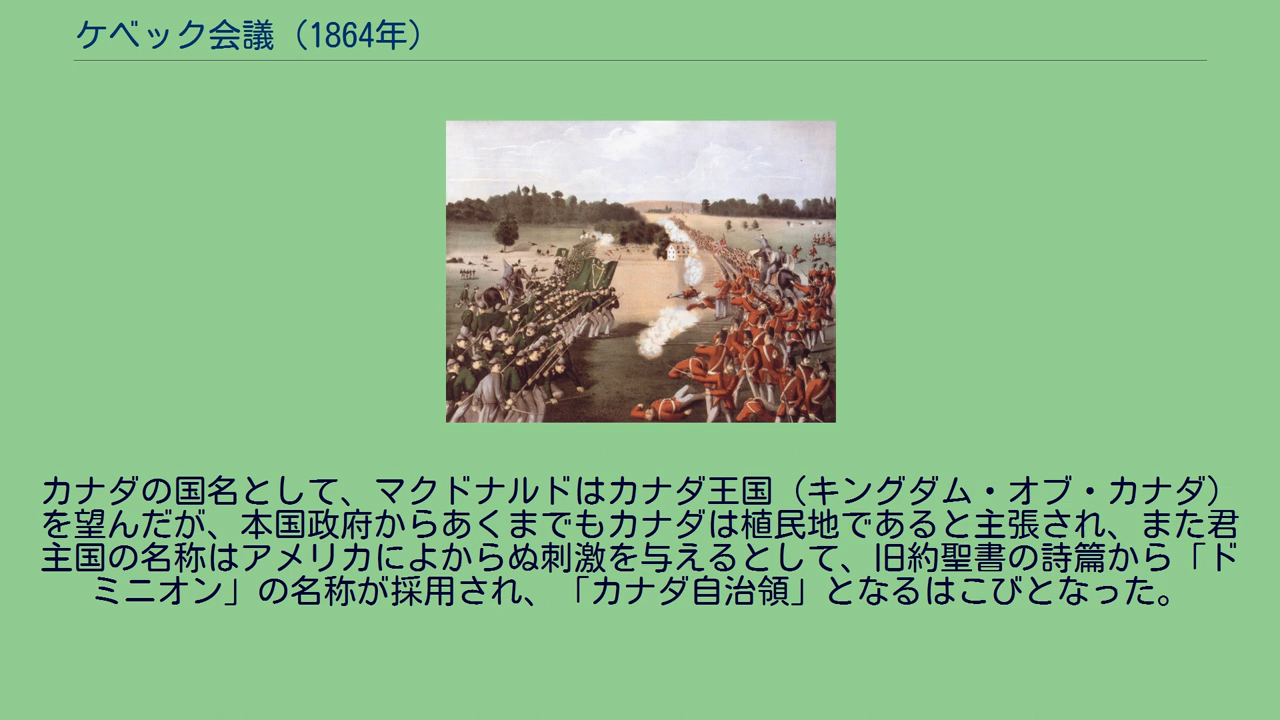 ケベック会議（1864年）
カナダの国名として、マクドナルドはカナダ王国（キングダム・オブ・カナダ）
を望んだが、本国政府からあくまでもカナダは植民地であると主張され、また君
主国の名称はアメリカによからぬ刺激を与えるとして、旧約聖書の詩篇から「ド
ミニオン」の名称が採用され、「カナダ自治領」となるはこびとなった。